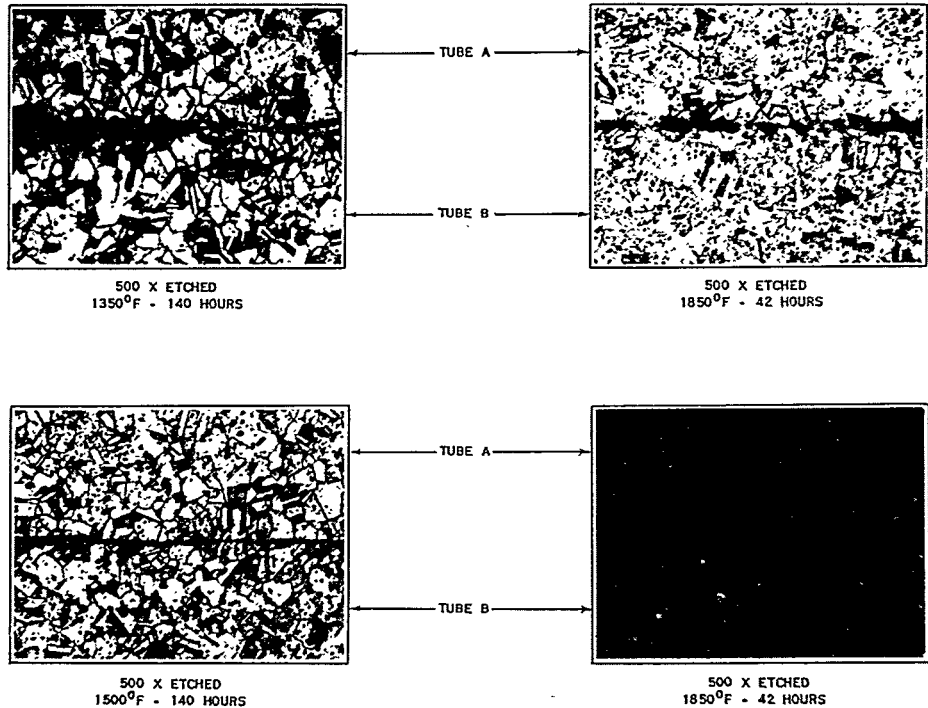 TUBE A
TUBE B
500 X ETCHED
1350°F - 140 HOURS
500 X ETCHED
1850°F - 42 HOURS
TUBE A
TUBE B
500 X ETCHED
1500°F - 140 HOURS
500 X ETCHED
1850°F - 42 HOURS